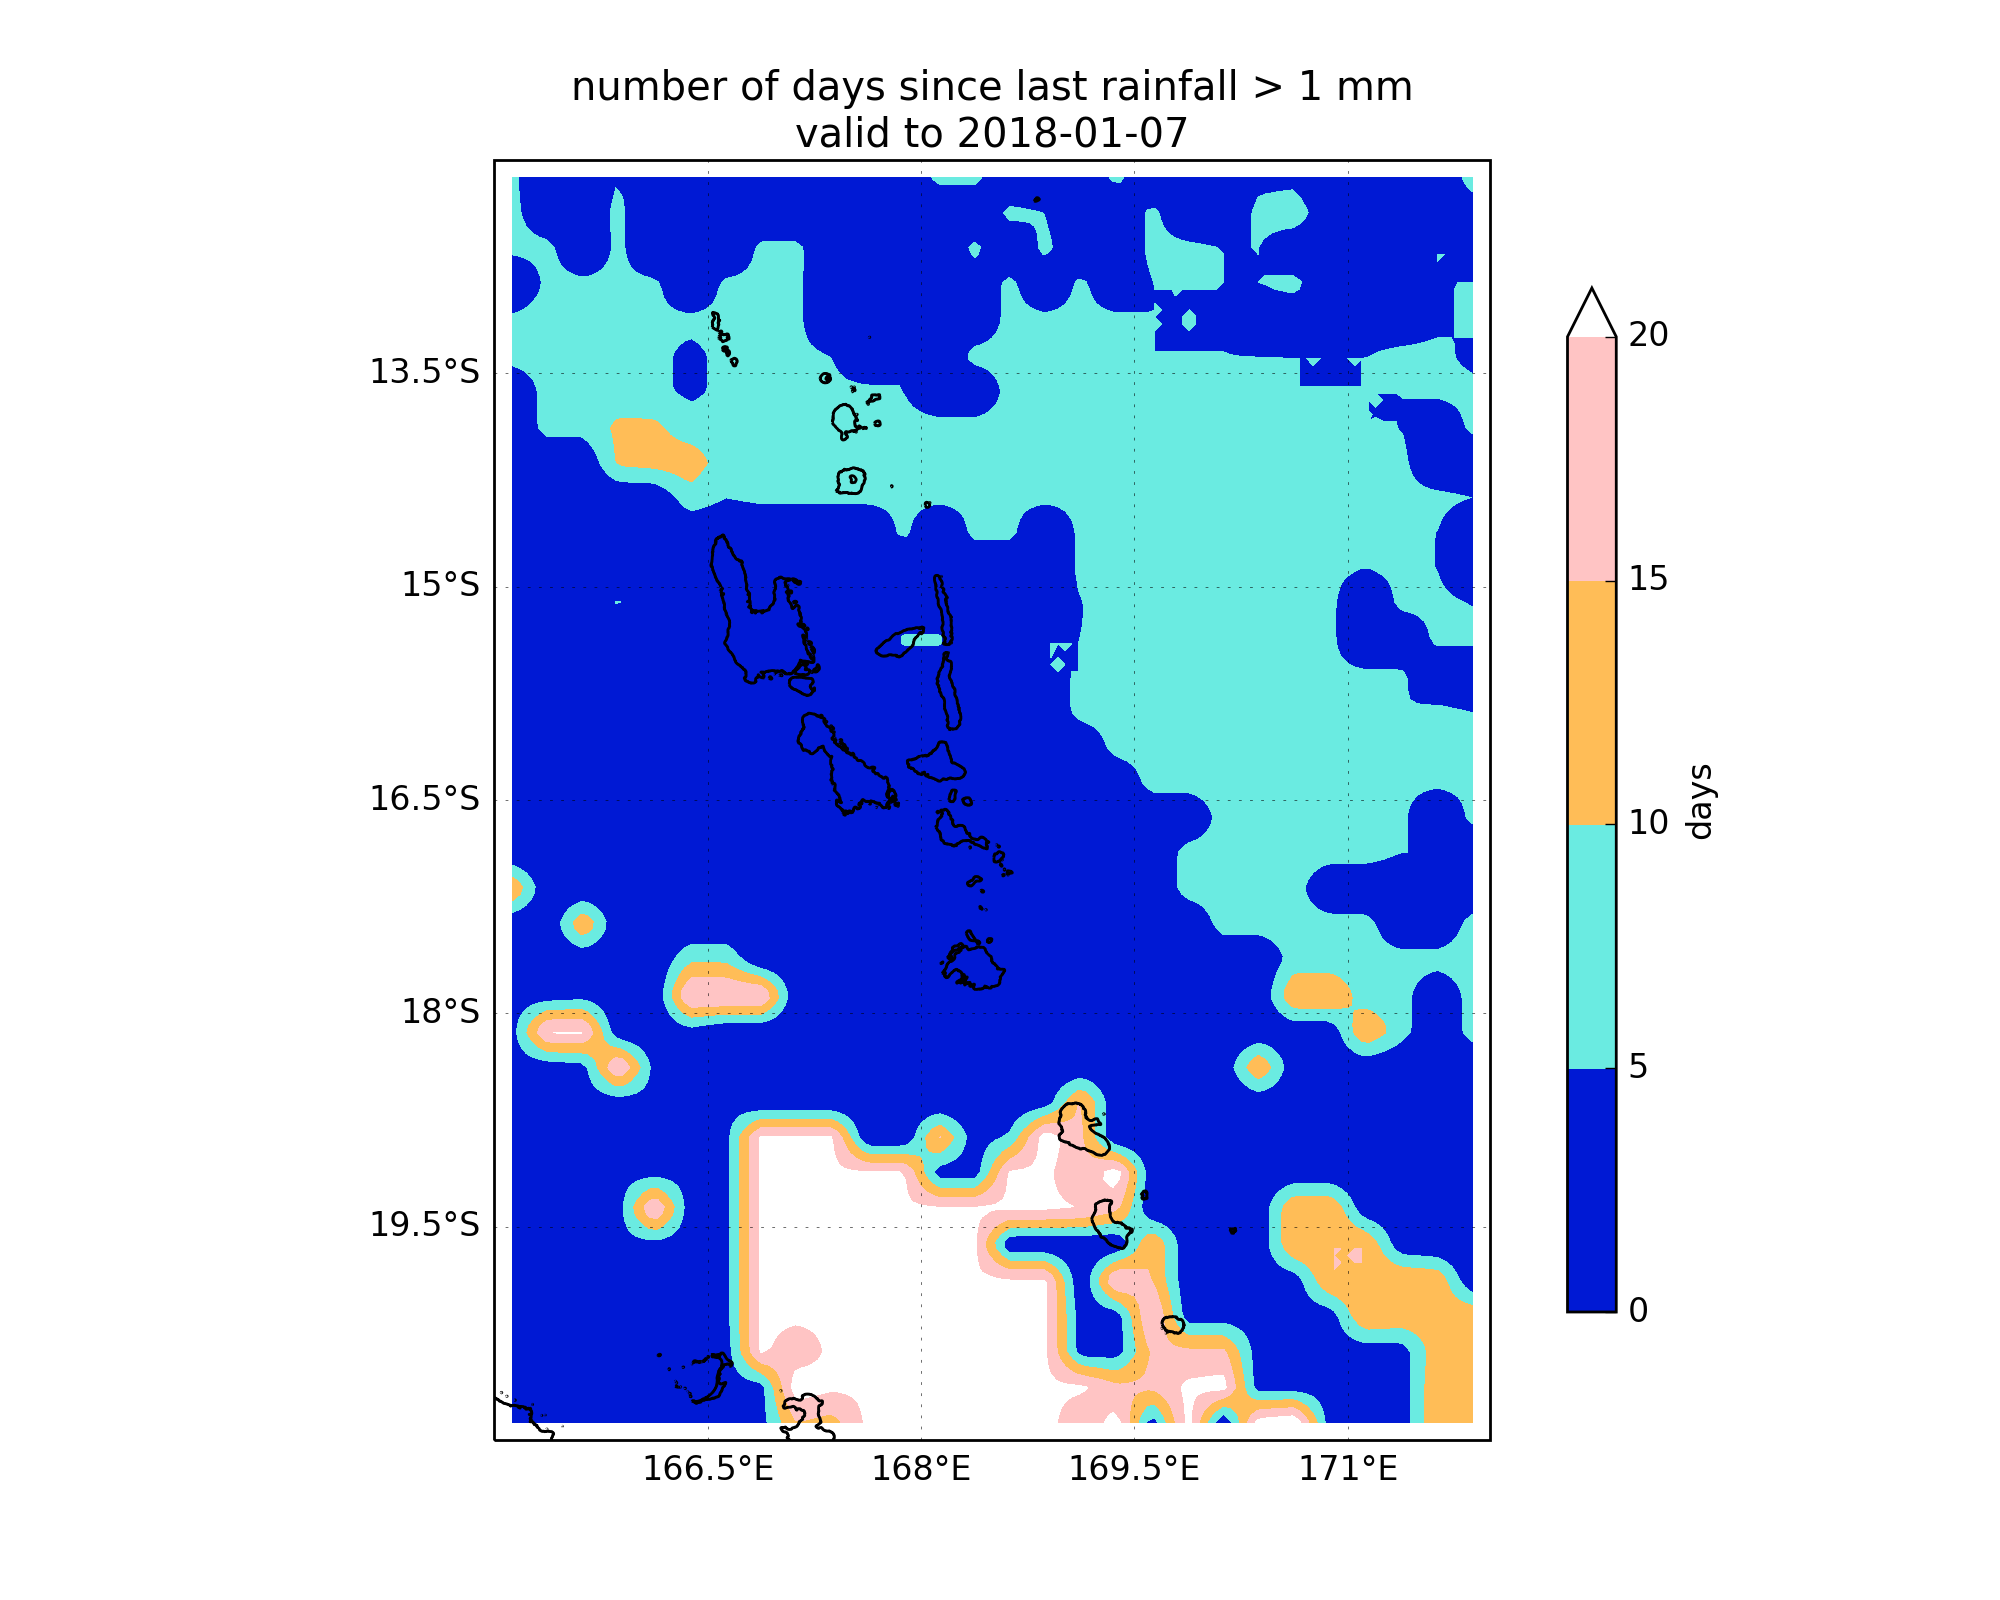 number of days since last rainfall > 1 mm
valid to 2018-01-07
13.5°S
15°S
16.5°S
18°S
19.5°S
166.5°E
168°E
169.5°E
171°E
20
15
10
5
0
days